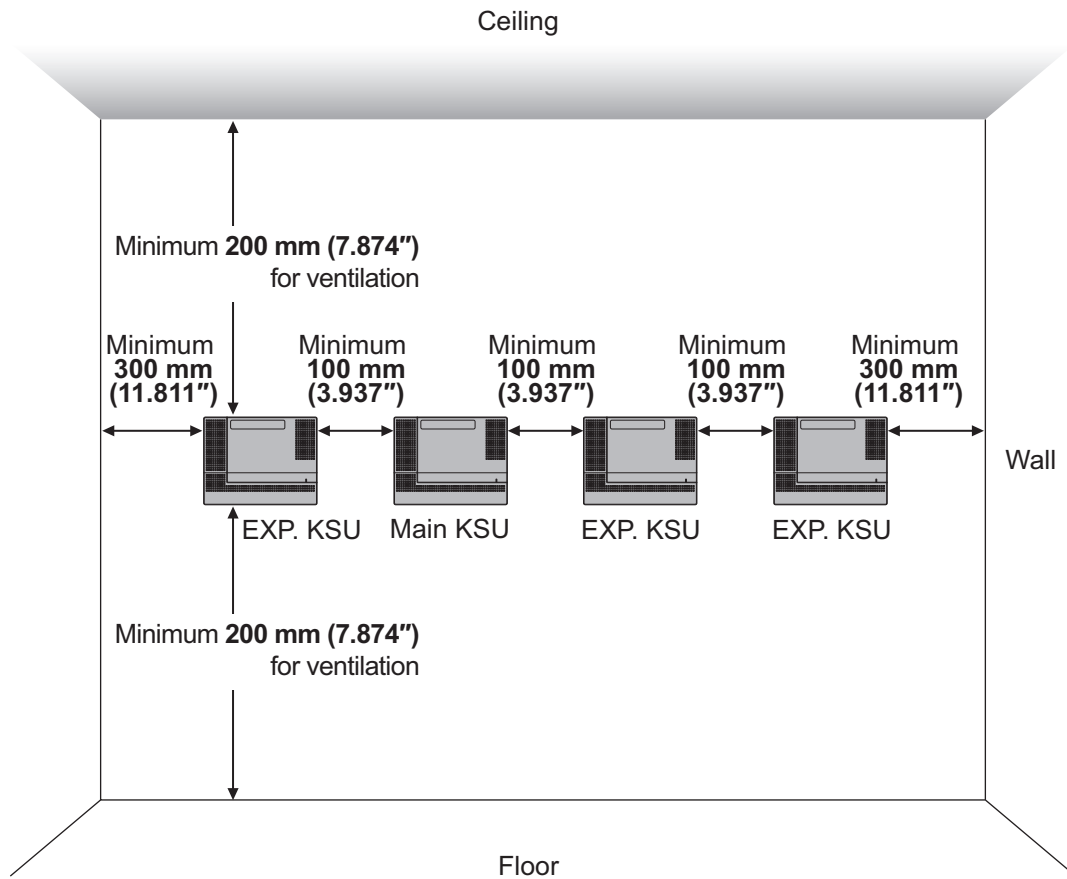 Ceiling
Minimum 200 mm (7.874″)
for ventilation
Minimum
300 mm
(11.811″)
Minimum
100 mm
(3.937″)
Minimum
100 mm
(3.937″)
Minimum
100 mm
(3.937″)
Minimum
300 mm
(11.811″)
Wall
EXP. KSU
Main KSU
EXP. KSU
EXP. KSU
Minimum 200 mm (7.874″)
for ventilation
Floor